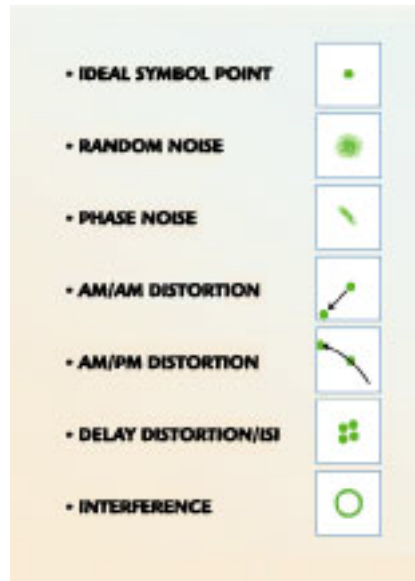 • IDEAL SYMBOL POINT
• RANDOM NOISE
• PHASE NOISE
• AM/AM DISTORTION
• AM/PM DISTORTION
• DELAY DISTORTION/ISI
• INTERFERENCE